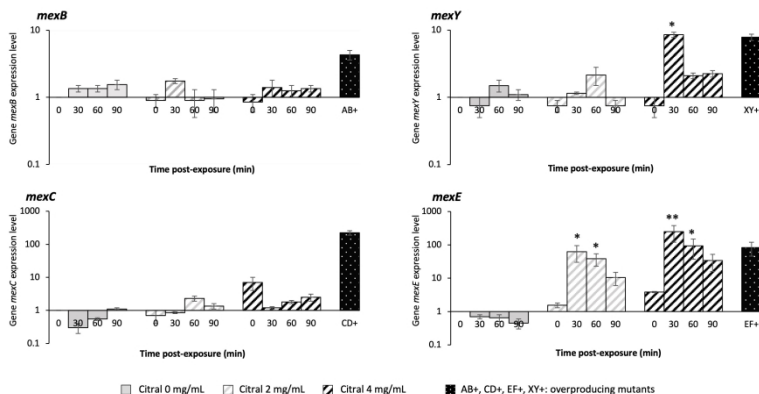 mexB
Gene mexB expression level
10
1
0.1
0 30 60 90 0 30 60 90 0 30 60 90 AB+
Time post-exposure (min)
mexY
Gene mexY expression level
10
1
0.1
0 30 60 90 0 30 60 90 0 30 60 90 XY+
*
Time post-exposure (min)
mexC
Gene mexC expression level
1000
100
10
1
0.1
0 30 60 90 0 30 60 90 0 30 60 90 CD+
Time post-exposure (min)
mexE
Gene mexE expression level
1000
100
10
1
0.1
0 30 60 90 0 30 60 90 0 30 60 90 EF+
* * ** *
Time post-exposure (min)
Citral 0 mg/mL Citral 2 mg/mL Citral 4 mg/mL AB+, CD+, EF+, XY+: overproducing mutants